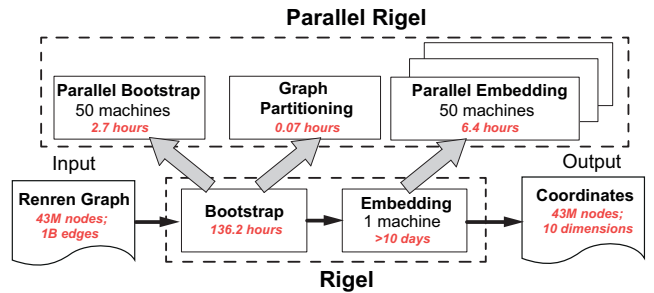 Parallel Rigel
Parallel Bootstrap
50 machines
2.7 hours
Graph
Partitioning
0.07 hours
Parallel Embedding
50 machines
6.4 hours
Input
Output
Renren Graph
43M nodes;
1B edges
Bootstrap
136.2 hours
Embedding
1 machine
>10 days
Coordinates
43M nodes;
10 dimensions
Rigel